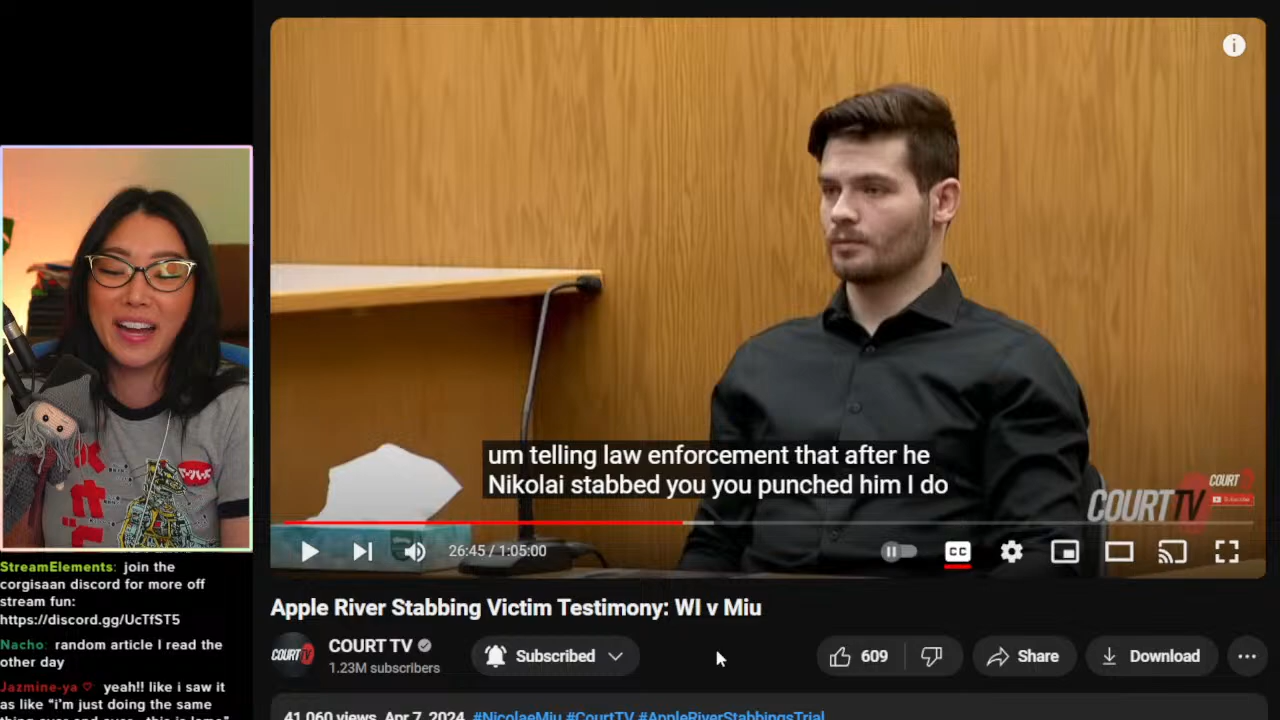 um telling law enforcement that after he
Nikolai stabbed you you punched him I do
COURT TV
COURT
26:45 / 1:05:00
CC
Apple River Stabbing Victim Testimony: WI v Miu
COURT TV
COURT TV
1.23M subscribers
Subscribed
609
Share
Download
41,060 views Apr 7, 2024 #NicolaeMiu #CourtTV #AppleRiverStabbingsTrial
StreamElements: join the
corgisaan discord for more off
stream fun:
https://discord.gg/UcTfST5
Nacho: random article I read the
other day
Jazmine-ya ♡ yeah!! like i saw it
as like "i'm just doing the same